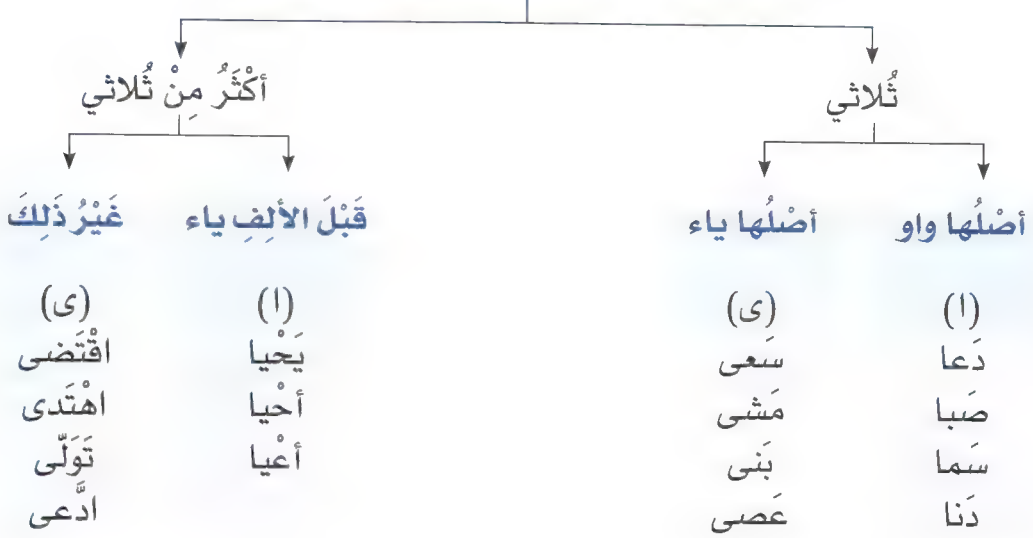 ثُلاثي أكْثَرُ مِنْ ثُلاثي
أصْلُها واو أصْلُها ياء قَبْلَ الألِفِ ياء غَيْرُ ذَلِكَ
(ا) (ى) (ا) (ى)
دَعا سَعى يَحْيا اقْتَضى
صَبا مَشى أحْيا اهْتَدى
سَما بَنى أعْيا تَوَلّى
دَنا عَصى ادَّعى